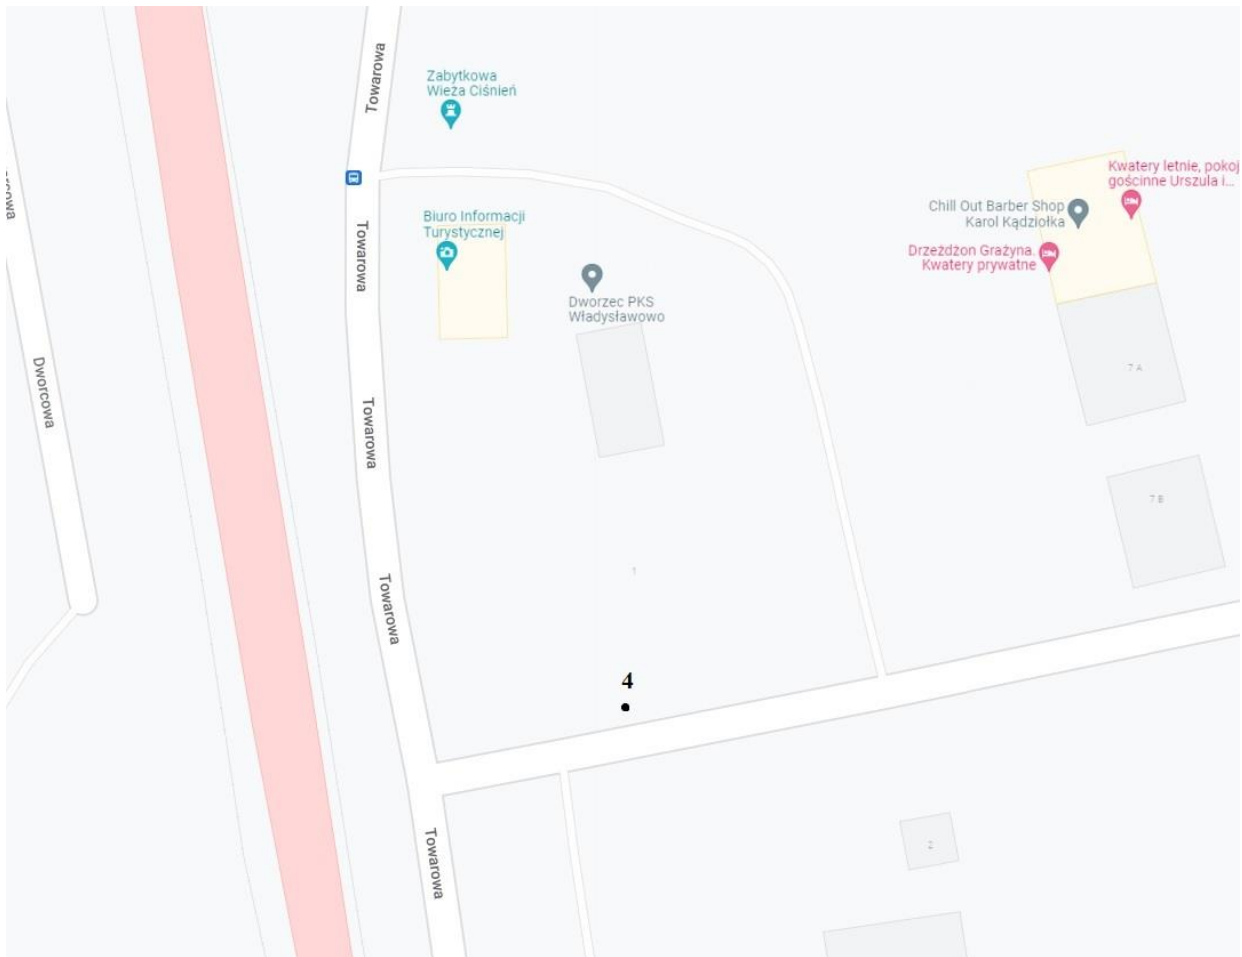 Towarowa
Zabytkowa
Wieża Ciśnień
Kwatery letnie, pokoj
gościnne Urszula i...
Chill Out Barber Shop
Karol Kądziołka
Biuro Informacji
Turystycznej
Towarowa
Drzeżdżon Grażyna.
Kwatery prywatne
Dworzec PKS
Władysławowo
7 A
Dworcowa
Towarowa
7 B
1
Towarowa
4
2
Towarowa